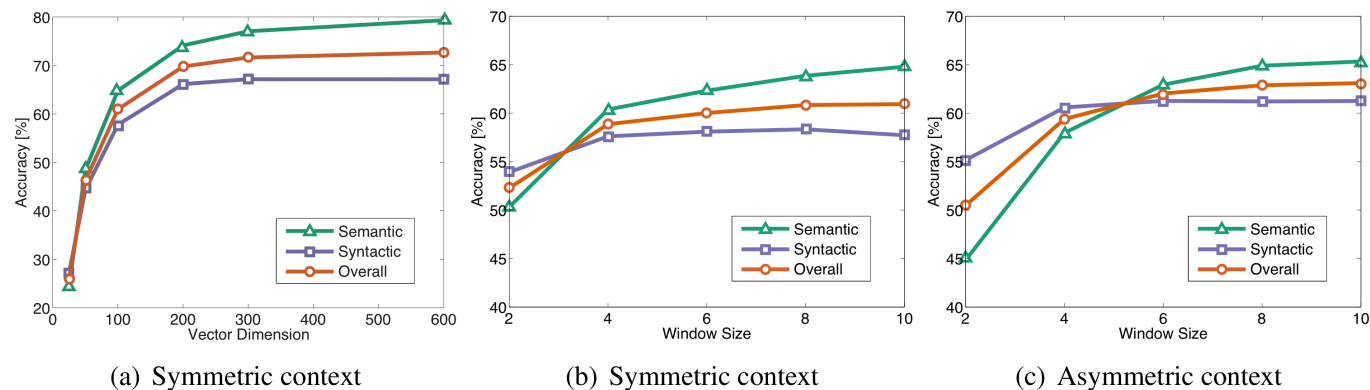 80
70
60
50
40
30
20
0
100
200
300
400
500
600
Accuracy [%]
Vector Dimension
Semantic
Syntactic
Overall
(a) Symmetric context
70
65
60
55
50
45
40
2
4
6
8
10
Accuracy [%]
Window Size
Semantic
Syntactic
Overall
(b) Symmetric context
70
65
60
55
50
45
40
2
4
6
8
10
Accuracy [%]
Window Size
Semantic
Syntactic
Overall
(c) Asymmetric context